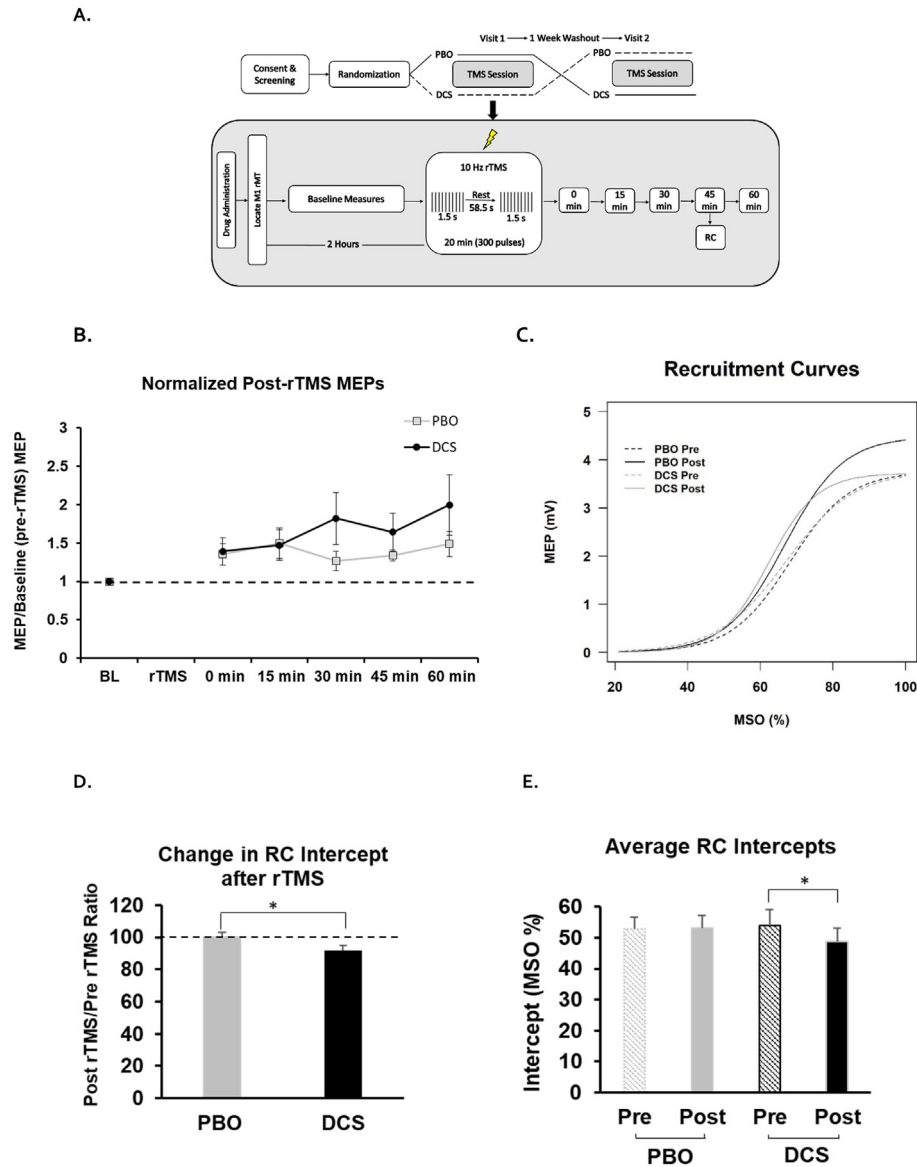 A.
Visit 1 → 1 Week Washout → Visit 2
PBO
PBO
Consent &
Screening
Randomization
TMS Session
TMS Session
DCS
DCS
Drug Administration
Locate M1 rMT
Baseline Measures
10 Hz rTMS
Rest
58.5 s
1.5 s
1.5 s
20 min (300 pulses)
2 Hours
0
min
15
min
30
min
45
min
60
min
RC
B.
Normalized Post-rTMS MEPs
PBO
DCS
MEP/Baseline (pre-rTMS) MEP
3
2.5
2
1.5
1
0.5
0
BL rTMS 0 min 15 min 30 min 45 min 60 min
C.
Recruitment Curves
PBO Pre
PBO Post
DCS Pre
DCS Post
MEP (mV)
5
4
3
2
1
0
20 40 60 80 100
MSO (%)
D.
Change in RC Intercept
after rTMS
*
Post rTMS/Pre rTMS Ratio
120
100
80
60
40
20
0
PBO DCS
E.
Average RC Intercepts
*
Intercept (MSO %)
60
50
40
30
20
10
0
Pre Post Pre Post
PBO DCS